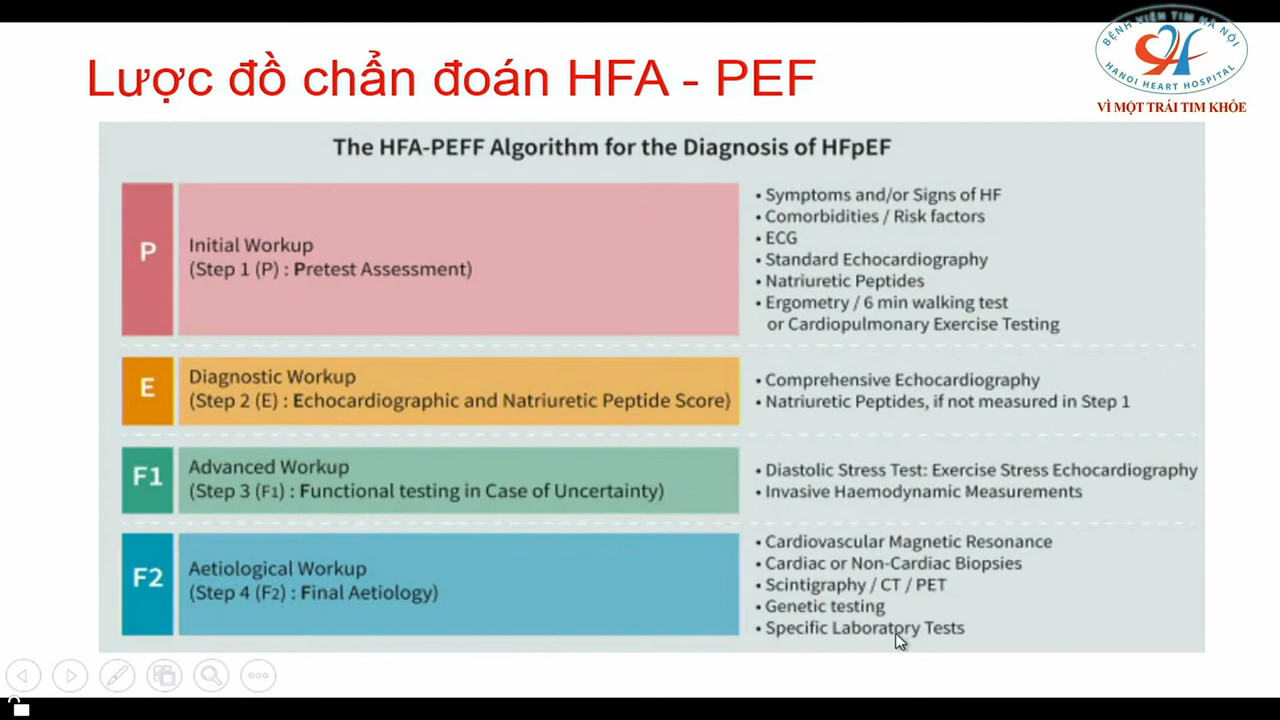 BỆNH VIỆN TIM HÀ NỘI
HANOI HEART HOSPITAL
VÌ MỘT TRÁI TIM KHỎE
Lược đồ chẩn đoán HFA - PEF
The HFA-PEFF Algorithm for the Diagnosis of HFpEF
P
Initial Workup
(Step 1 (P) : Pretest Assessment)
• Symptoms and/or Signs of HF
• Comorbidities / Risk factors
• ECG
• Standard Echocardiography
• Natriuretic Peptides
• Ergometry / 6 min walking test
or Cardiopulmonary Exercise Testing
E
Diagnostic Workup
(Step 2 (E) : Echocardiographic and Natriuretic Peptide Score)
• Comprehensive Echocardiography
• Natriuretic Peptides, if not measured in Step 1
F1
Advanced Workup
(Step 3 (F1) : Functional testing in Case of Uncertainty)
• Diastolic Stress Test: Exercise Stress Echocardiography
• Invasive Haemodynamic Measurements
F2
Aetiological Workup
(Step 4 (F2) : Final Aetiology)
• Cardiovascular Magnetic Resonance
• Cardiac or Non-Cardiac Biopsies
• Scintigraphy / CT / PET
• Genetic testing
• Specific Laboratory Tests